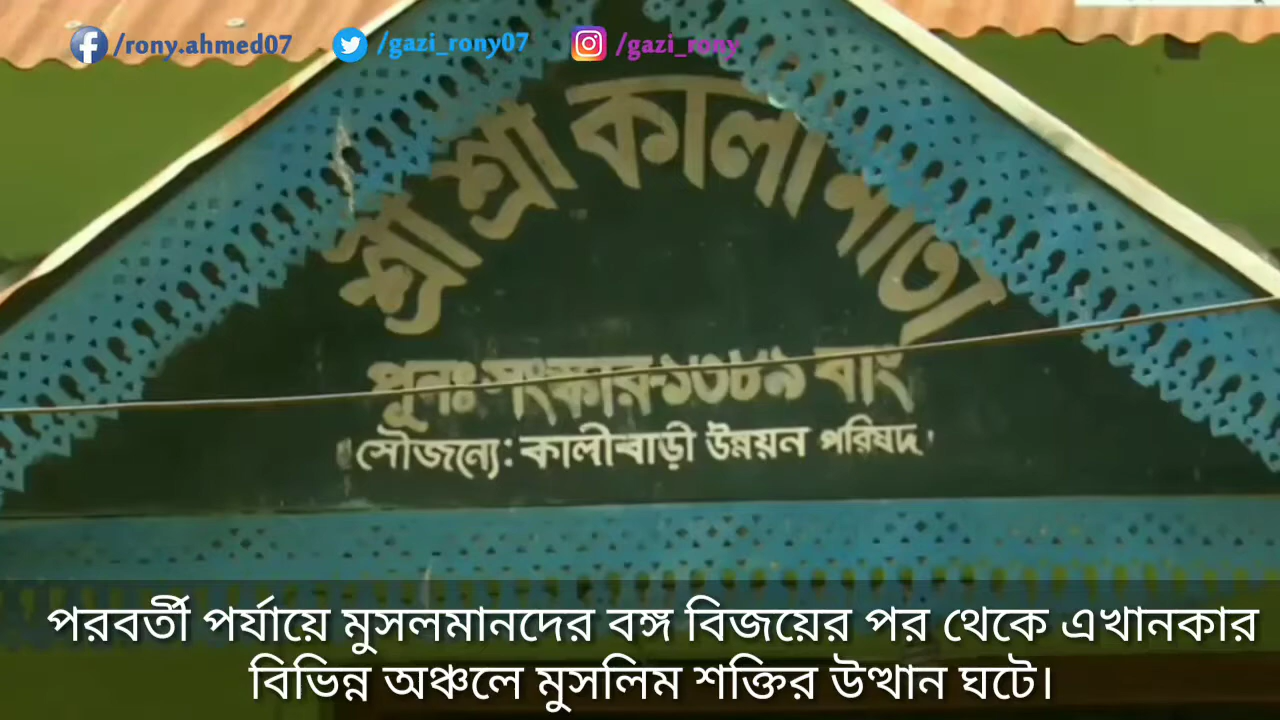 /rony.ahmed07 /gazi_rony07 /gazi_rony
শ্রী শ্রী কালী মাতা
পুনঃ সংস্কার-১৩৮৯ বাং
সৌজন্যে: কালীবাড়ী উন্নয়ন পরিষদ
পরবর্তী পর্যায়ে মুসলমানদের বঙ্গ বিজয়ের পর থেকে এখানকার
বিভিন্ন অঞ্চলে মুসলিম শক্তির উত্থান ঘটে।